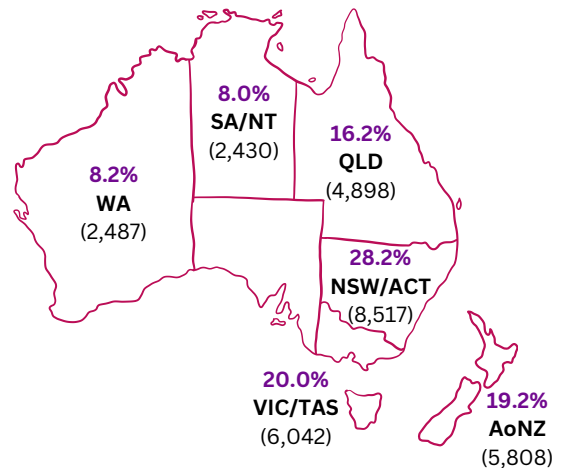 8.0%
SA/NT
(2,430)
16.2%
QLD
(4,898)
8.2%
WA
(2,487)
28.2%
NSW/ACT
(8,517)
20.0%
VIC/TAS
(6,042)
19.2%
AoNZ
(5,808)